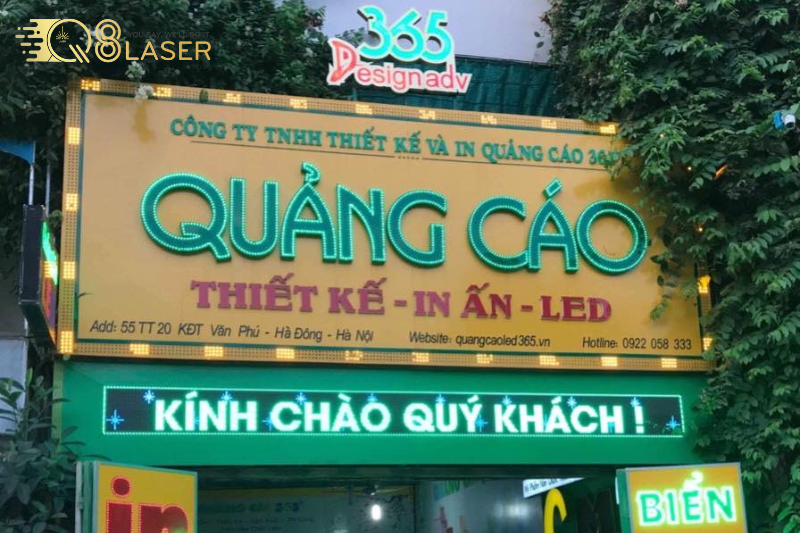 Q8LASER
365
Designadv
CÔNG TY TNHH THIẾT KẾ VÀ IN QUẢNG CÁO 365
QUẢNG CÁO
THIẾT KẾ - IN ẤN - LED
Add: 55 TT 20 KĐT Văn Phú - Hà Đông - Hà Nội Website: quangcaoled365.vn Hotline: 0922 058 333
KÍNH CHÀO QUÝ KHÁCH !
in
BIỂN